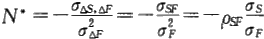 N* = −σ_{ΔS,ΔF}/σ²_{ΔF} = −σ_{SF}/σ²_F = −ρ_{SF} σ_S/σ_F